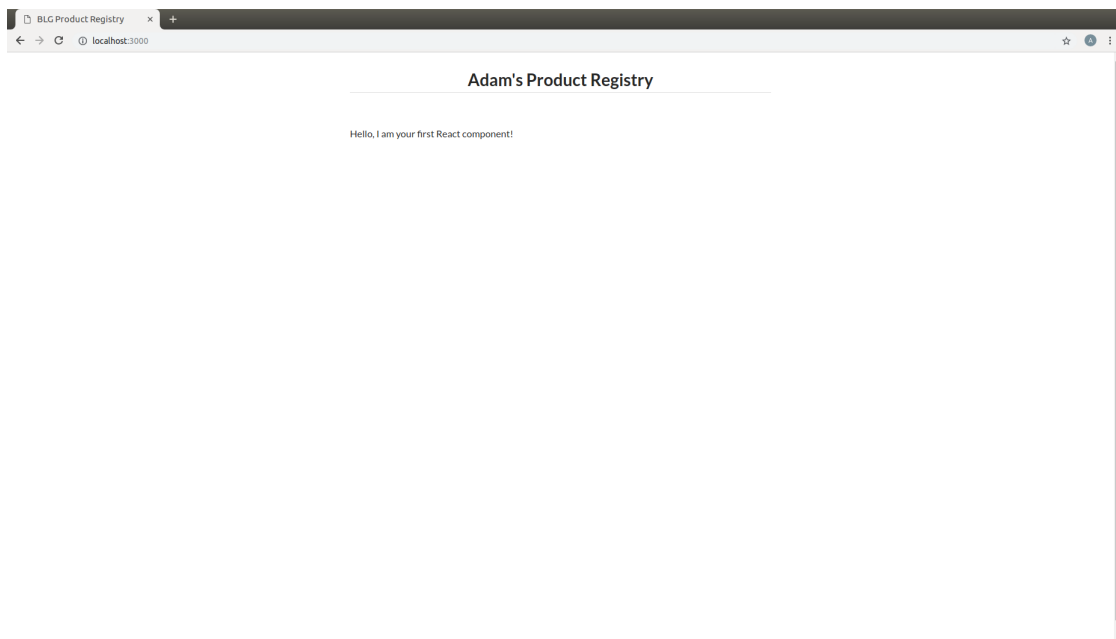 BLG Product Registry
localhost:3000
A
Adam's Product Registry
Hello, I am your first React component!